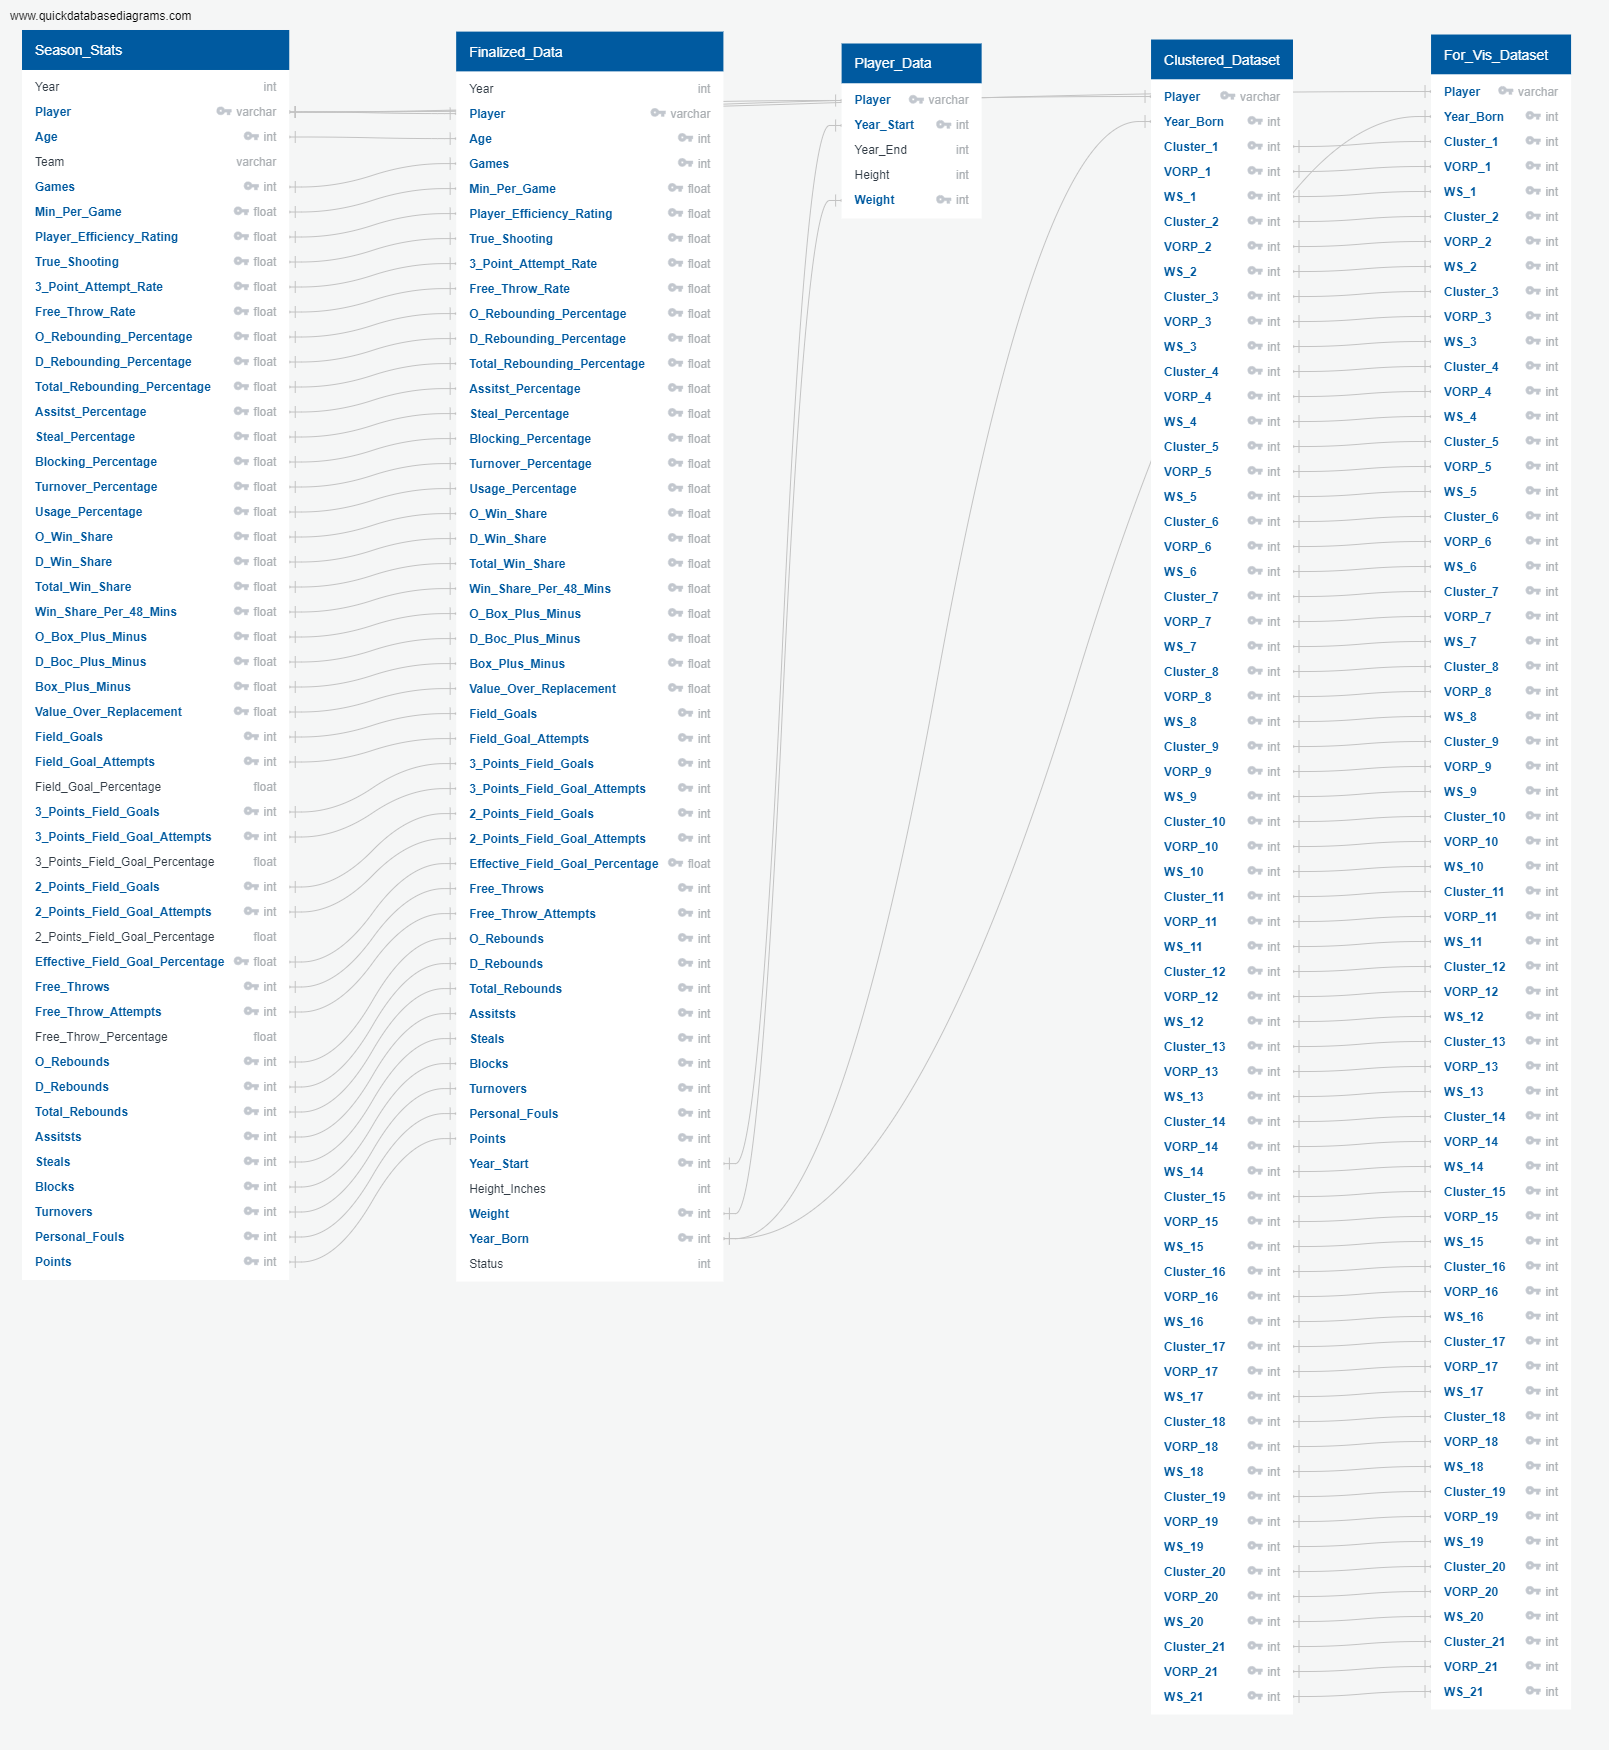 www.quickdatabasediagrams.com
Season_Stats
Year int
Player varchar
Age int
Team varchar
Games int
Min_Per_Game float
Player_Efficiency_Rating float
True_Shooting float
3_Point_Attempt_Rate float
Free_Throw_Rate float
O_Rebounding_Percentage float
D_Rebounding_Percentage float
Total_Rebounding_Percentage float
Assitst_Percentage float
Steal_Percentage float
Blocking_Percentage float
Turnover_Percentage float
Usage_Percentage float
O_Win_Share float
D_Win_Share float
Total_Win_Share float
Win_Share_Per_48_Mins float
O_Box_Plus_Minus float
D_Boc_Plus_Minus float
Box_Plus_Minus float
Value_Over_Replacement float
Field_Goals int
Field_Goal_Attempts int
Field_Goal_Percentage float
3_Points_Field_Goals int
3_Points_Field_Goal_Attempts int
3_Points_Field_Goal_Percentage float
2_Points_Field_Goals int
2_Points_Field_Goal_Attempts int
2_Points_Field_Goal_Percentage float
Effective_Field_Goal_Percentage float
Free_Throws int
Free_Throw_Attempts int
Free_Throw_Percentage float
O_Rebounds int
D_Rebounds int
Total_Rebounds int
Assitsts int
Steals int
Blocks int
Turnovers int
Personal_Fouls int
Points int
Finalized_Data
Year int
Player varchar
Age int
Games int
Min_Per_Game float
Player_Efficiency_Rating float
True_Shooting float
3_Point_Attempt_Rate float
Free_Throw_Rate float
O_Rebounding_Percentage float
D_Rebounding_Percentage float
Total_Rebounding_Percentage float
Assitst_Percentage float
Steal_Percentage float
Blocking_Percentage float
Turnover_Percentage float
Usage_Percentage float
O_Win_Share float
D_Win_Share float
Total_Win_Share float
Win_Share_Per_48_Mins float
O_Box_Plus_Minus float
D_Boc_Plus_Minus float
Box_Plus_Minus float
Value_Over_Replacement float
Field_Goals int
Field_Goal_Attempts int
3_Points_Field_Goals int
3_Points_Field_Goal_Attempts int
2_Points_Field_Goals int
2_Points_Field_Goal_Attempts int
Effective_Field_Goal_Percentage float
Free_Throws int
Free_Throw_Attempts int
O_Rebounds int
D_Rebounds int
Total_Rebounds int
Assitsts int
Steals int
Blocks int
Turnovers int
Personal_Fouls int
Points int
Year_Start int
Height_Inches int
Weight int
Year_Born int
Status int
Player_Data
Player varchar
Year_Start int
Year_End int
Height int
Weight int
Clustered_Dataset
Player varchar
Year_Born int
Cluster_1 int
VORP_1 int
WS_1 int
Cluster_2 int
VORP_2 int
WS_2 int
Cluster_3 int
VORP_3 int
WS_3 int
Cluster_4 int
VORP_4 int
WS_4 int
Cluster_5 int
VORP_5 int
WS_5 int
Cluster_6 int
VORP_6 int
WS_6 int
Cluster_7 int
VORP_7 int
WS_7 int
Cluster_8 int
VORP_8 int
WS_8 int
Cluster_9 int
VORP_9 int
WS_9 int
Cluster_10 int
VORP_10 int
WS_10 int
Cluster_11 int
VORP_11 int
WS_11 int
Cluster_12 int
VORP_12 int
WS_12 int
Cluster_13 int
VORP_13 int
WS_13 int
Cluster_14 int
VORP_14 int
WS_14 int
Cluster_15 int
VORP_15 int
WS_15 int
Cluster_16 int
VORP_16 int
WS_16 int
Cluster_17 int
VORP_17 int
WS_17 int
Cluster_18 int
VORP_18 int
WS_18 int
Cluster_19 int
VORP_19 int
WS_19 int
Cluster_20 int
VORP_20 int
WS_20 int
Cluster_21 int
VORP_21 int
WS_21 int
For_Vis_Dataset
Player varchar
Year_Born int
Cluster_1 int
VORP_1 int
WS_1 int
Cluster_2 int
VORP_2 int
WS_2 int
Cluster_3 int
VORP_3 int
WS_3 int
Cluster_4 int
VORP_4 int
WS_4 int
Cluster_5 int
VORP_5 int
WS_5 int
Cluster_6 int
VORP_6 int
WS_6 int
Cluster_7 int
VORP_7 int
WS_7 int
Cluster_8 int
VORP_8 int
WS_8 int
Cluster_9 int
VORP_9 int
WS_9 int
Cluster_10 int
VORP_10 int
WS_10 int
Cluster_11 int
VORP_11 int
WS_11 int
Cluster_12 int
VORP_12 int
WS_12 int
Cluster_13 int
VORP_13 int
WS_13 int
Cluster_14 int
VORP_14 int
WS_14 int
Cluster_15 int
VORP_15 int
WS_15 int
Cluster_16 int
VORP_16 int
WS_16 int
Cluster_17 int
VORP_17 int
WS_17 int
Cluster_18 int
VORP_18 int
WS_18 int
Cluster_19 int
VORP_19 int
WS_19 int
Cluster_20 int
VORP_20 int
WS_20 int
Cluster_21 int
VORP_21 int
WS_21 int